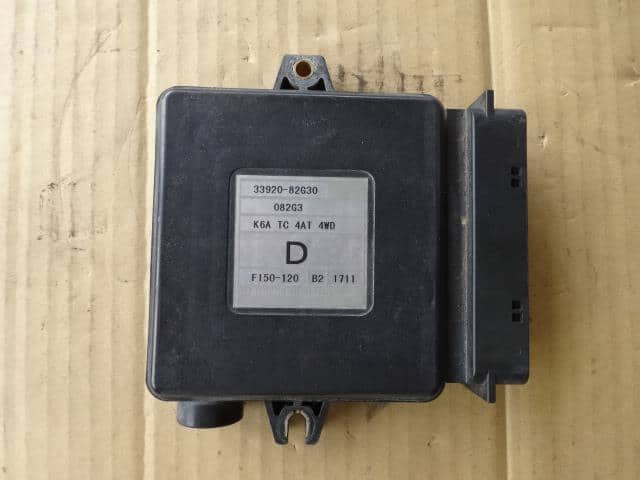 33920-82G30
082G3
K6A TC 4AT 4WD
D
F150-120 B2 1711